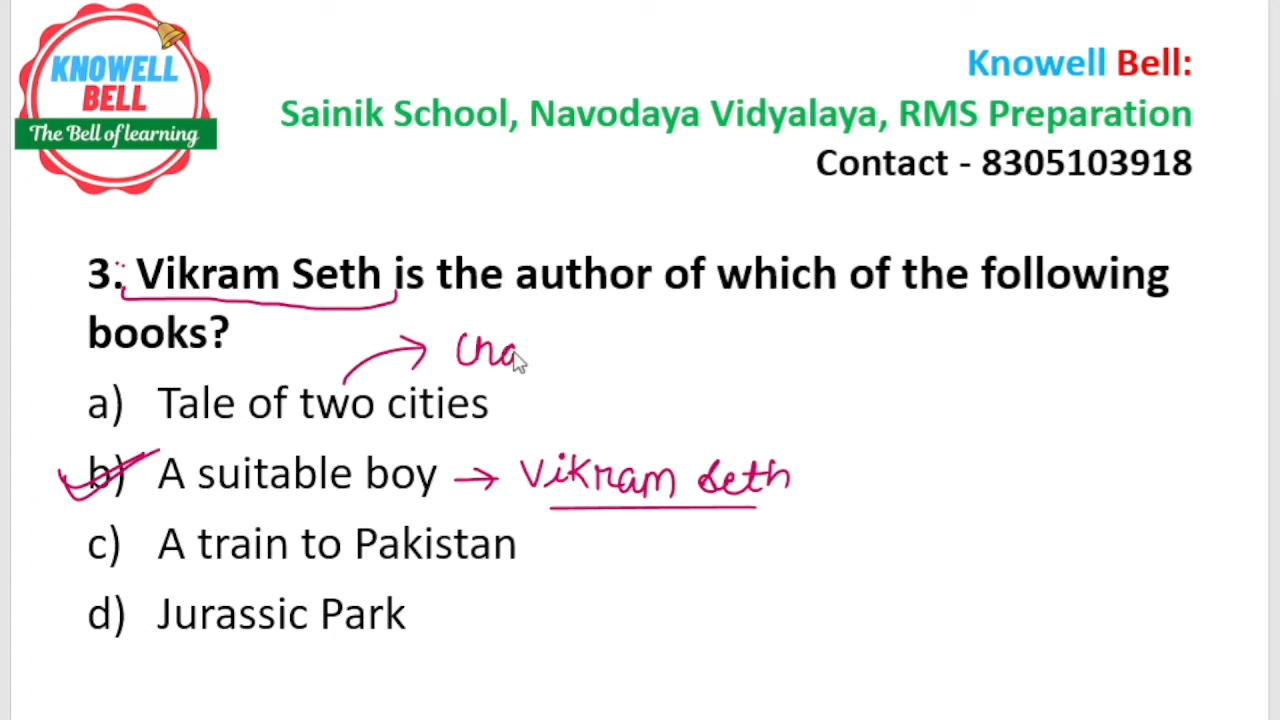 KNOWELL
BELL
The Bell of learning
Knowell Bell:
Sainik School, Navodaya Vidyalaya, RMS Preparation
Contact - 8305103918
3. Vikram Seth is the author of which of the following
books?
Cha
a) Tale of two cities
b) A suitable boy → Vikram Seth
c) A train to Pakistan
d) Jurassic Park